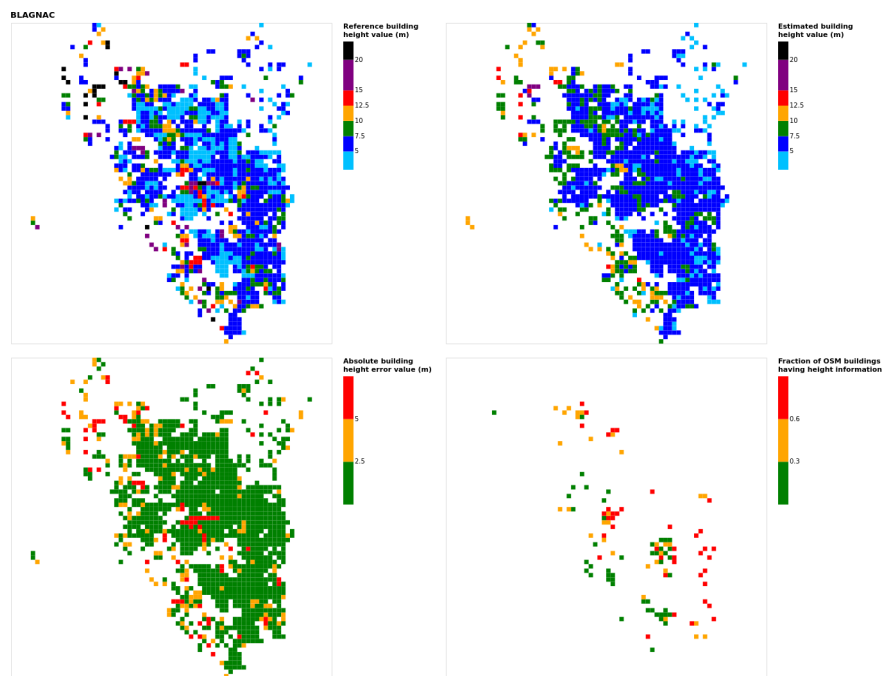 BLAGNAC
Reference building
height value (m)
20
15
12.5
10
7.5
5
Estimated building
height value (m)
20
15
12.5
10
7.5
5
Absolute building
height error value (m)
5
2.5
Fraction of OSM buildings
having height information
0.6
0.3